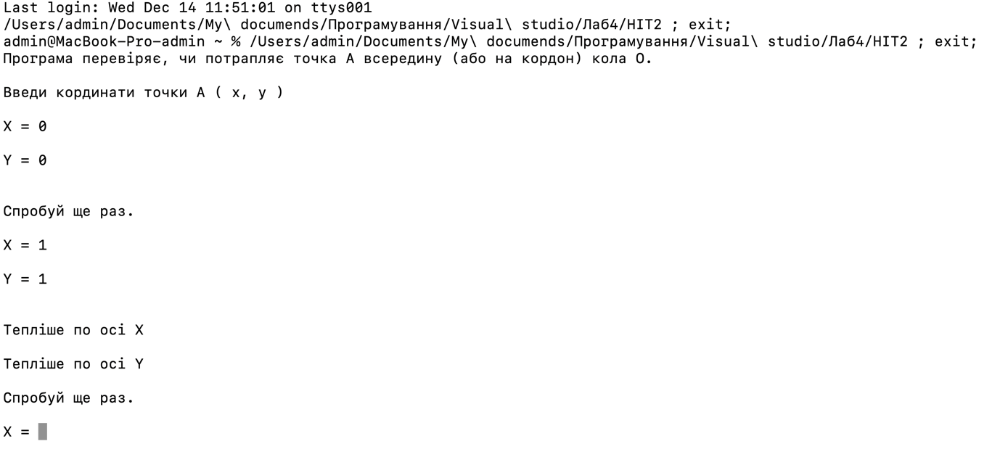 Last login: Wed Dec 14 11:51:01 on ttys001
/Users/admin/Documents/My\ documends/Програмування/Visual\ studio/Лаб4/HIT2 ; exit;
admin@MacBook-Pro-admin ~ % /Users/admin/Documents/My\ documends/Програмування/Visual\ studio/Лаб4/HIT2 ; exit;
Програма перевіряє, чи потрапляє точка А всередину (або на кордон) кола О.
Введи кординати точки А ( x, y )
X = 0
Y = 0
Спробуй ще раз.
X = 1
Y = 1
Тепліше по осі X
Тепліше по осі Y
Спробуй ще раз.
X =